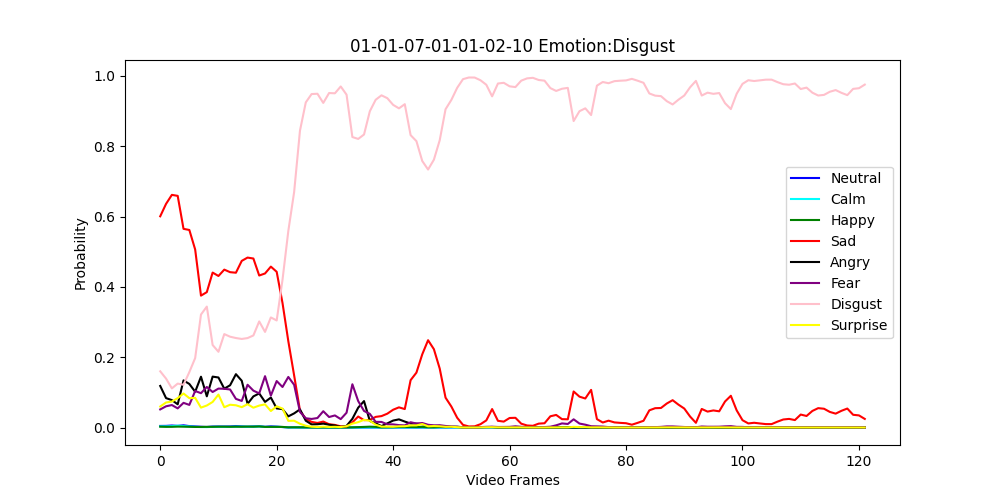 01-01-07-01-01-02-10 Emotion:Disgust
Probability
1.0
0.8
0.6
0.4
0.2
0.0
0
20
40
60
80
100
120
Video Frames
Neutral
Calm
Happy
Sad
Angry
Fear
Disgust
Surprise